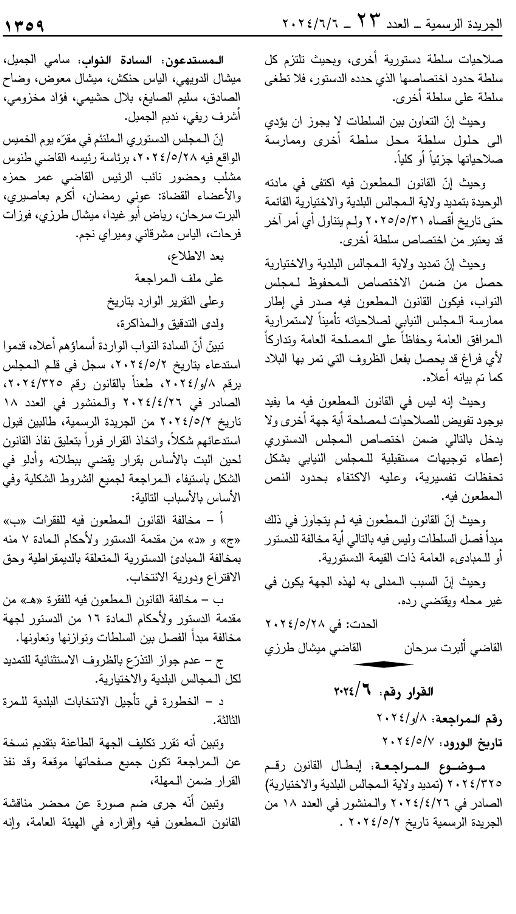 الجريدة الرسمية – العدد ٢٣ – ٢٠٢٤/٦/٦
١٣٥٩
صلاحيات سلطة دستورية أخرى، وبحيث تلتزم كل
سلطة حدود اختصاصها الذي حدده الدستور، فلا تطغى
سلطة على سلطة أخرى.
وحيث إنّ التعاون بين السلطات لا يجوز ان يؤدي
الى حلول سلطة محل سلطة أخرى وممارسة
صلاحياتها جزئياً أو كلياً.
وحيث إنّ القانون المطعون فيه اكتفى في مادته
الوحيدة بتمديد ولاية المجالس البلدية والاختيارية القائمة
حتى تاريخ أقصاه ٢٠٢٥/٥/٣١ ولم يتناول أي أمر آخر
قد يعتبر من اختصاص سلطة أخرى.
وحيث إنّ تمديد ولاية المجالس البلدية والاختيارية
حصل من ضمن الاختصاص المحفوظ لمجلس
النواب، فيكون القانون المطعون فيه صدر في إطار
ممارسة المجلس النيابي لصلاحياته تأميناً لاستمرارية
المرافق العامة وحفاظاً على المصلحة العامة وتداركاً
لأي فراغ قد يحصل بفعل الظروف التي تمر بها البلاد
كما تم بيانه أعلاه.
وحيث إنه ليس في القانون المطعون فيه ما يفيد
بوجود تفويض للصلاحيات لمصلحة أية جهة أخرى ولا
يدخل بالتالي ضمن اختصاص المجلس الدستوري
إعطاء توجيهات مستقبلية للمجلس النيابي بشكل
تحفظات تفسيرية، وعليه الاكتفاء بحدود النص
المطعون فيه.
وحيث إنّ القانون المطعون فيه لم يتجاوز في ذلك
مبدأ فصل السلطات وليس فيه بالتالي أية مخالفة للدستور
أو للمبادىء العامة ذات القيمة الدستورية.
وحيث إنّ السبب المدلى به لهذه الجهة يكون في
غير محله ويقتضي رده.
الحدت: في ٢٠٢٤/٥/٢٨
القاضي ألبرت سرحان القاضي ميشال طرزي
القرار رقم: ٢٠٢٤/٦
رقم المراجعة: ٨/و/٢٠٢٤
تاريخ الورود: ٢٠٢٤/٥/٧
موضوع المراجعة: إبطال القانون رقم
٢٠٢٤/٣٢٥ (تمديد ولاية المجالس البلدية والاختيارية)
الصادر في ٢٠٢٤/٤/٢٦ والمنشور في العدد ١٨ من
الجريدة الرسمية تاريخ ٢٠٢٤/٥/٢ .
المستدعون: السادة النواب: سامي الجميل،
ميشال الدويهي، الياس حنكش، ميشال معوض، وضاح
الصادق، سليم الصايغ، بلال حشيمي، فؤاد مخزومي،
أشرف ريفي، نديم الجميل.
إنّ المجلس الدستوري الملتئم في مقرّه يوم الخميس
الواقع فيه ٢٠٢٤/٥/٢٨، برئاسة رئيسه القاضي طنوس
مشلب وحضور نائب الرئيس القاضي عمر حمزه
والأعضاء القضاة: عوني رمضان، أكرم بعاصيري،
البرت سرحان، رياض أبو غيدا، ميشال طرزي، فوزات
فرحات، الياس مشرقاني وميراي نجم.
بعد الاطلاع،
على ملف المراجعة
وعلى التقرير الوارد بتاريخ
ولدى التدقيق والمذاكرة،
تبينّ أنّ السادة النواب الواردة أسماؤهم أعلاه، قدموا
استدعاء بتاريخ ٢٠٢٤/٥/٢، سجل في قلم المجلس
برقم ٨/و/٢٠٢٤، طعناً بالقانون رقم ٢٠٢٤/٣٢٥،
الصادر في ٢٠٢٤/٤/٢٦ والمنشور في العدد ١٨
تاريخ ٢٠٢٤/٥/٢ من الجريدة الرسمية، طالبين قبول
استدعائهم شكلاً، واتخاذ القرار فوراً بتعليق نفاذ القانون
لحين البت بالأساس بقرار يقضي ببطلانه وأدلو في
الشكل باستيفاء المراجعة لجميع الشروط الشكلية وفي
الأساس بالأسباب التالية:
أ – مخالفة القانون المطعون فيه للفقرات «ب»
«ج» و «د» من مقدمة الدستور ولأحكام المادة ٧ منه
بمخالفة المبادئ الدستورية المتعلقة بالديمقراطية وحق
الاقتراع ودورية الانتخاب.
ب – مخالفة القانون المطعون فيه للفقرة «هـ» من
مقدمة الدستور ولأحكام المادة ١٦ من الدستور لجهة
مخالفة مبدأ الفصل بين السلطات وتوازنها وتعاونها.
ج – عدم جواز التذرّع بالظروف الاستثنائية للتمديد
لكل المجالس البلدية والاختيارية.
د – الخطورة في تأجيل الانتخابات البلدية للمرة
الثالثة.
وتبين أنه تقرر تكليف الجهة الطاعنة بتقديم نسخة
عن المراجعة تكون جميع صفحاتها موقعة وقد نفذ
القرار ضمن المهلة،
وتبين أنّه جرى ضم صورة عن محضر مناقشة
القانون المطعون فيه وإقراره في الهيئة العامة، وإنه